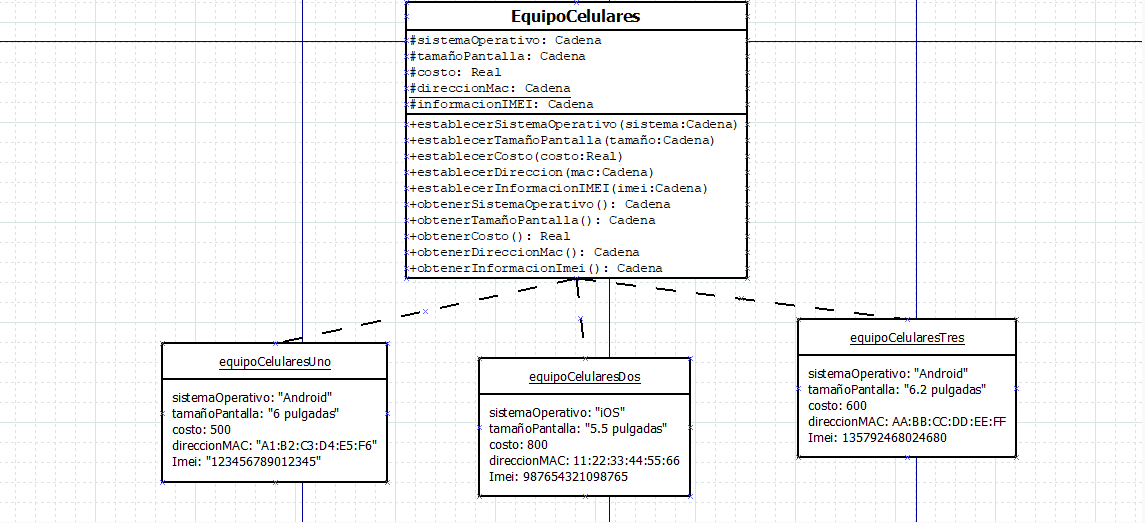 EquipoCelulares
#sistemaOperativo: Cadena
#tamañoPantalla: Cadena
#costo: Real
#direccionMac: Cadena
#informacionIMEI: Cadena
+establecerSistemaOperativo(sistema:Cadena)
+establecerTamañoPantalla(tamaño:Cadena)
+establecerCosto(costo:Real)
+establecerDireccion(mac:Cadena)
+establecerInformacionIMEI(imei:Cadena)
+obtenerSistemaOperativo(): Cadena
+obtenerTamañoPantalla(): Cadena
+obtenerCosto(): Real
+obtenerDireccionMac(): Cadena
+obtenerInformacionImei(): Cadena
equipoCelularesUno
sistemaOperativo: "Android"
tamañoPantalla: "6 pulgadas"
costo: 500
direccionMAC: "A1:B2:C3:D4:E5:F6"
Imei: "123456789012345"
equipoCelularesDos
sistemaOperativo: "iOS"
tamañoPantalla: "5.5 pulgadas"
costo: 800
direccionMAC: 11:22:33:44:55:66
Imei: 987654321098765
equipoCelularesTres
sistemaOperativo: "Android"
tamañoPantalla: "6.2 pulgadas"
costo: 600
direccionMAC: AA:BB:CC:DD:EE:FF
Imei: 135792468024680